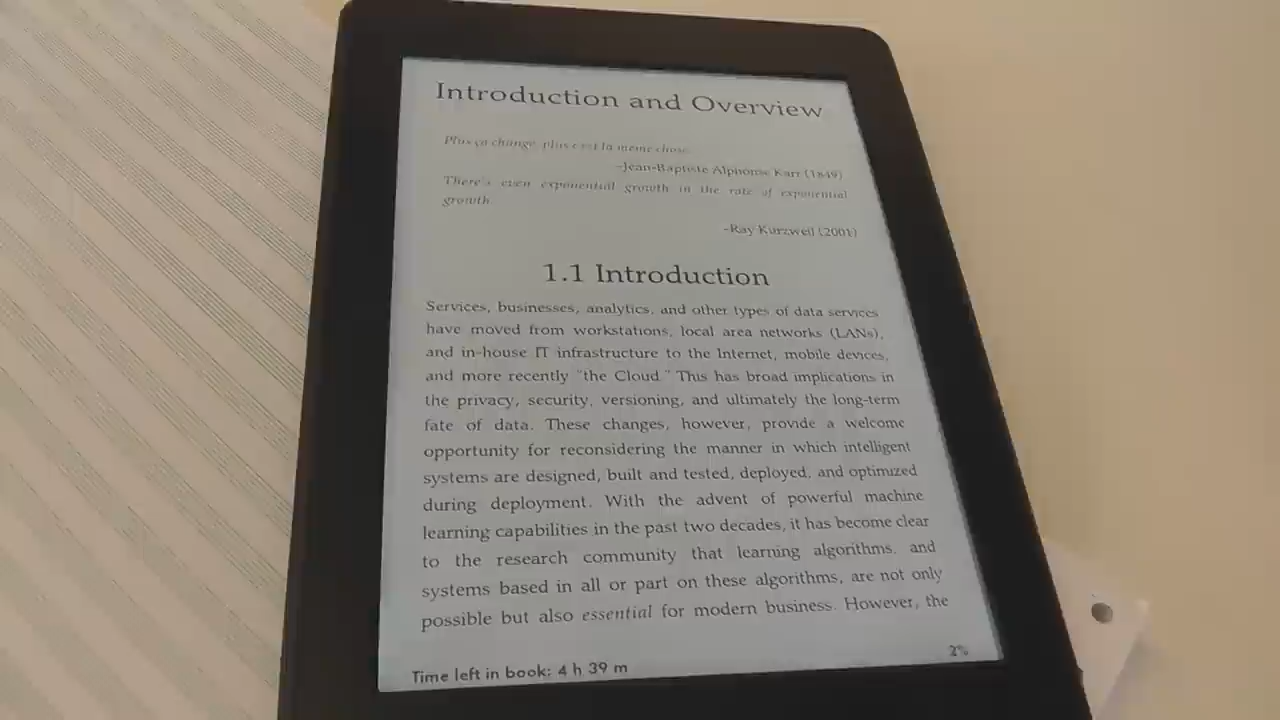 Introduction and Overview
Plus ça change, plus c'est la même chose.
–Jean-Baptiste Alphonse Karr (1849)
There's even exponential growth in the rate of exponential
growth.
–Ray Kurzweil (2001)
1.1 Introduction
Services, businesses, analytics, and other types of data services
have moved from workstations, local area networks (LANs),
and in-house IT infrastructure to the Internet, mobile devices,
and more recently "the Cloud." This has broad implications in
the privacy, security, versioning, and ultimately the long-term
fate of data. These changes, however, provide a welcome
opportunity for reconsidering the manner in which intelligent
systems are designed, built and tested, deployed, and optimized
during deployment. With the advent of powerful machine
learning capabilities in the past two decades, it has become clear
to the research community that learning algorithms, and
systems based in all or part on these algorithms, are not only
possible but also essential for modern business. However, the
Time left in book: 4 h 39 m
2%